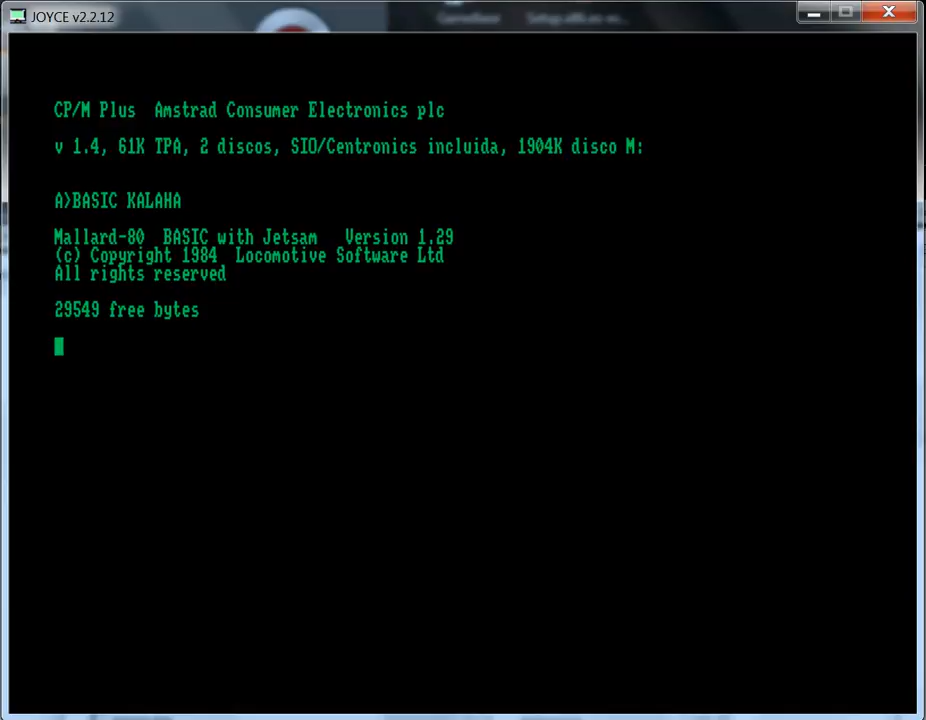 JOYCE v2.2.12
CP/M Plus  Amstrad Consumer Electronics plc
v 1.4, 61K TPA, 2 discos, SIO/Centronics incluida, 1904K disco M:
A>BASIC KALAHA
Mallard-80  BASIC with Jetsam   Version 1.29
(c) Copyright 1984  Locomotive Software Ltd
All rights reserved
29549 free bytes